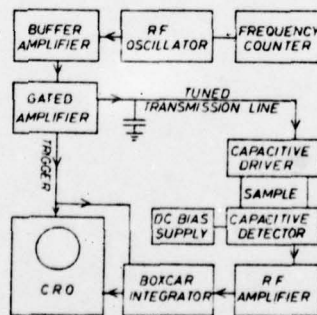 BUFFER
AMPLIFIER
RF
OSCILLATOR
FREQUENCY
COUNTER
GATED
AMPLIFIER
TUNED
TRANSMISSION LINE
TRIGGER
CAPACITIVE
DRIVER
SAMPLE
DC BIAS
SUPPLY
CAPACITIVE
DETECTOR
CRO
BOXCAR
INTEGRATOR
RF
AMPLIFIER